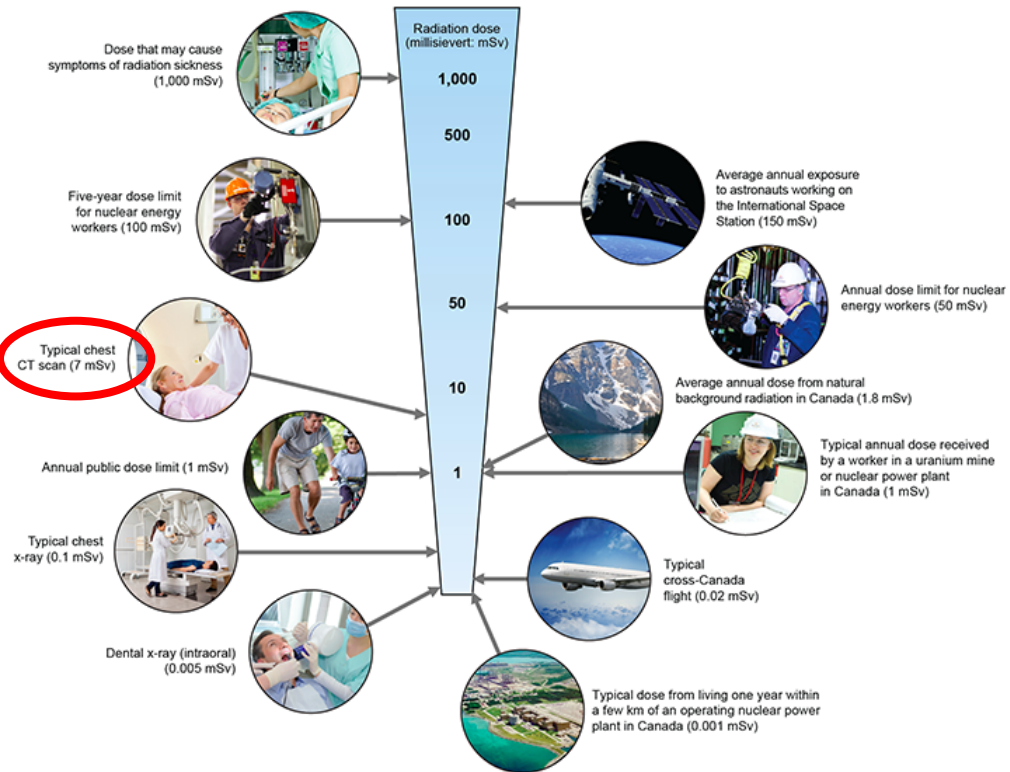 Radiation dose
(millisievert: mSv)
1,000
500
100
50
10
1
Dose that may cause
symptoms of radiation sickness
(1,000 mSv)
Five-year dose limit
for nuclear energy
workers (100 mSv)
Average annual exposure
to astronauts working on
the International Space
Station (150 mSv)
Annual dose limit for nuclear
energy workers (50 mSv)
Typical chest
CT scan (7 mSv)
Average annual dose from natural
background radiation in Canada (1.8 mSv)
Annual public dose limit (1 mSv)
Typical annual dose received
by a worker in a uranium mine
or nuclear power plant
in Canada (1 mSv)
Typical chest
x-ray (0.1 mSv)
Typical
cross-Canada
flight (0.02 mSv)
Dental x-ray (intraoral)
(0.005 mSv)
Typical dose from living one year within
a few km of an operating nuclear power
plant in Canada (0.001 mSv)